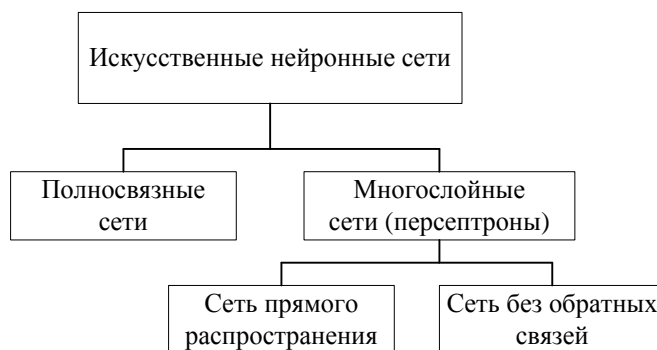 Искусственные нейронные сети
Полносвязные
сети
Многослойные
сети (персептроны)
Сеть прямого
распространения
Сеть без обратных
связей